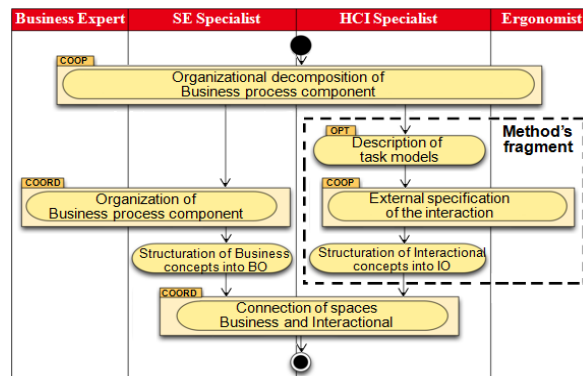 Business Expert SE Specialist HCI Specialist Ergonomist
COOP
Organizational decomposition of
Business process component
OPT
Description of
task models
Method's
fragment
COORD
Organization of
Business process component
COOP
External specification
of the interaction
Structuration of Business
concepts into BO
Structuration of Interactional
concepts into IO
COORD
Connection of spaces
Business and Interactional